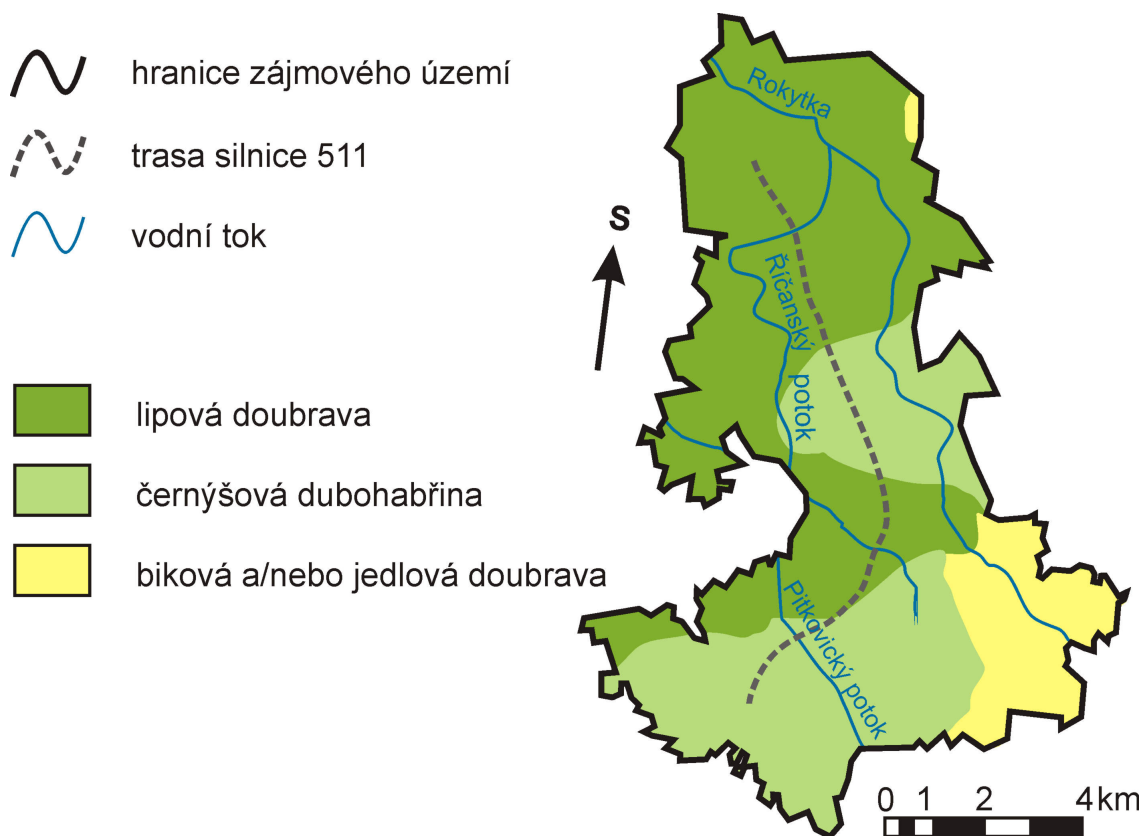 hranice zájmového území
trasa silnice 511
vodní tok
S
lipová doubrava
černýšová dubohabřina
biková a/nebo jedlová doubrava
Rokytka
Říčanský potok
Pitkovický potok
0 1 2 4 km